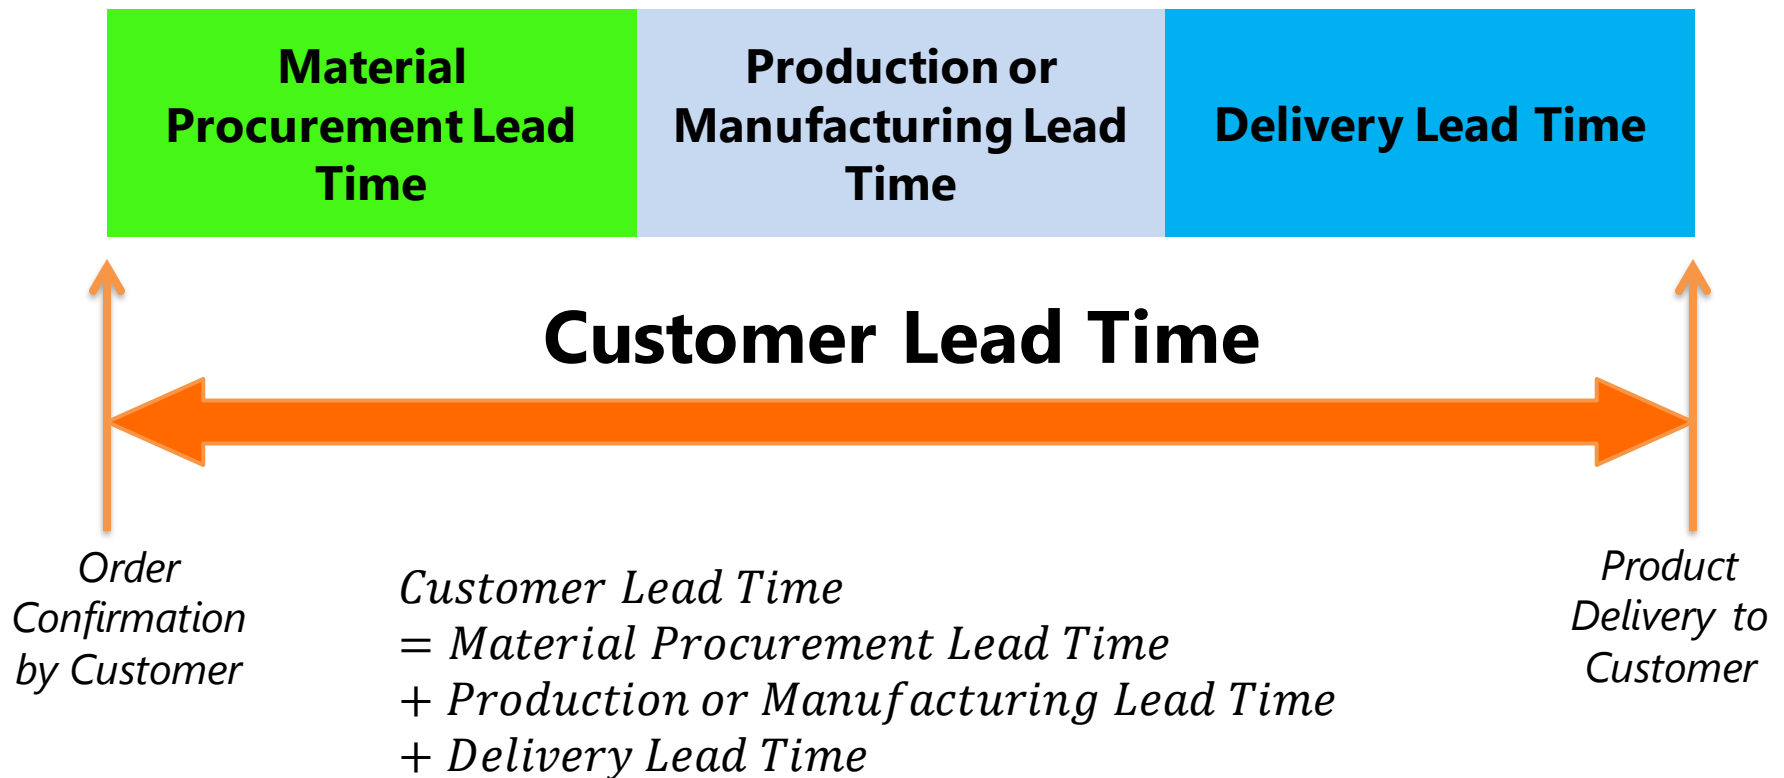 Material
Procurement Lead
Time
Production or
Manufacturing Lead
Time
Delivery Lead Time
Customer Lead Time
Order
Confirmation
by Customer
Customer Lead Time
= Material Procurement Lead Time
+ Production or Manufacturing Lead Time
+ Delivery Lead Time
Product
Delivery to
Customer